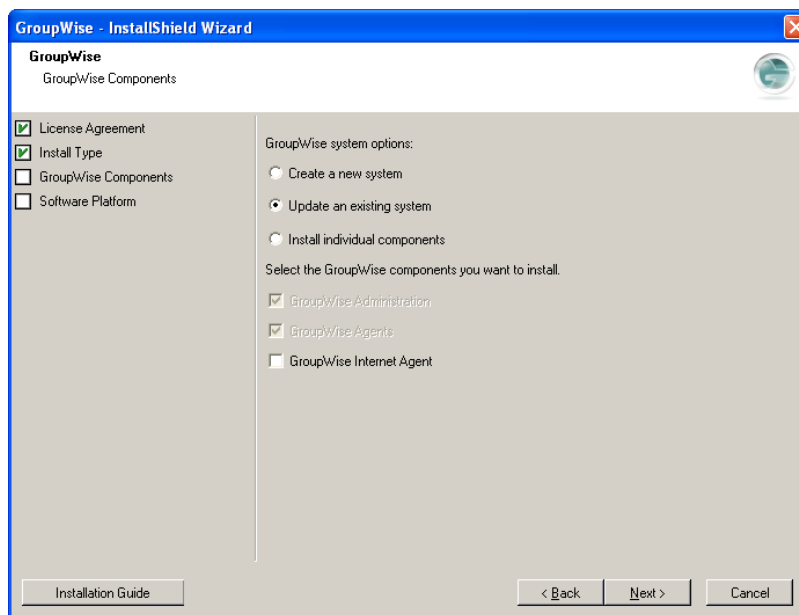 GroupWise - InstallShield Wizard
GroupWise
GroupWise Components
License Agreement
Install Type
GroupWise Components
Software Platform
GroupWise system options:
Create a new system
Update an existing system
Install individual components
Select the GroupWise components you want to install.
GroupWise Administration
GroupWise Agents
GroupWise Internet Agent
Installation Guide
< Back
Next >
Cancel